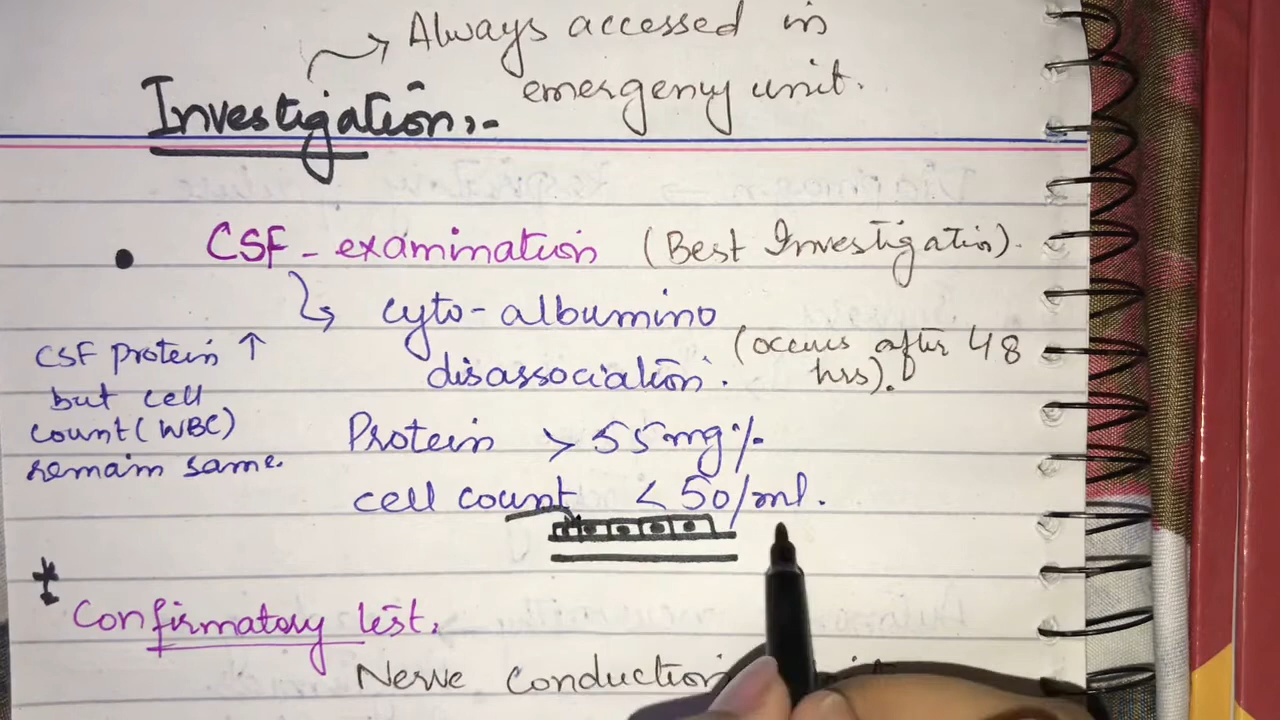 Always accessed in
emergency unit.
Investigation:-
CSF - examination (Best Investigation).
cyto-albumino
disassociation. (occurs after 48
hrs).
CSF protein ↑
but cell
count (WBC)
remain same.
Protein > 55mg%
cell count < 50/ml.
Confirmatory test.
Nerve conduction